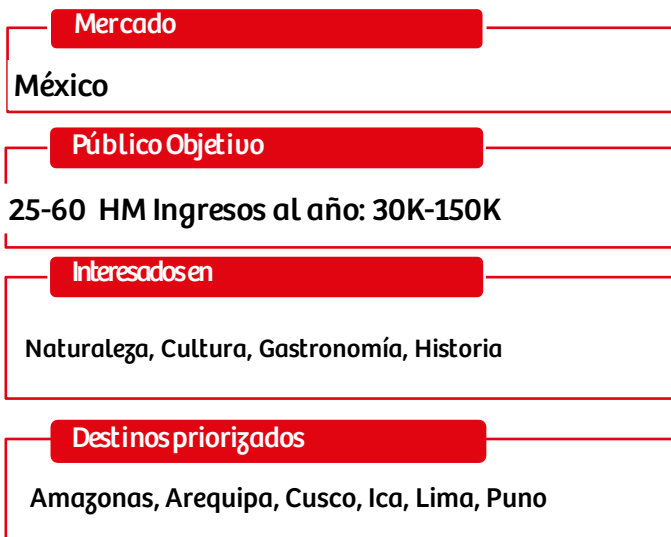 Mercado
México
Público Objetivo
25-60 HM Ingresos al año: 30K-150K
Interesados en
Naturaleza, Cultura, Gastronomía, Historia
Destinos priorizados
Amazonas, Arequipa, Cusco, Ica, Lima, Puno